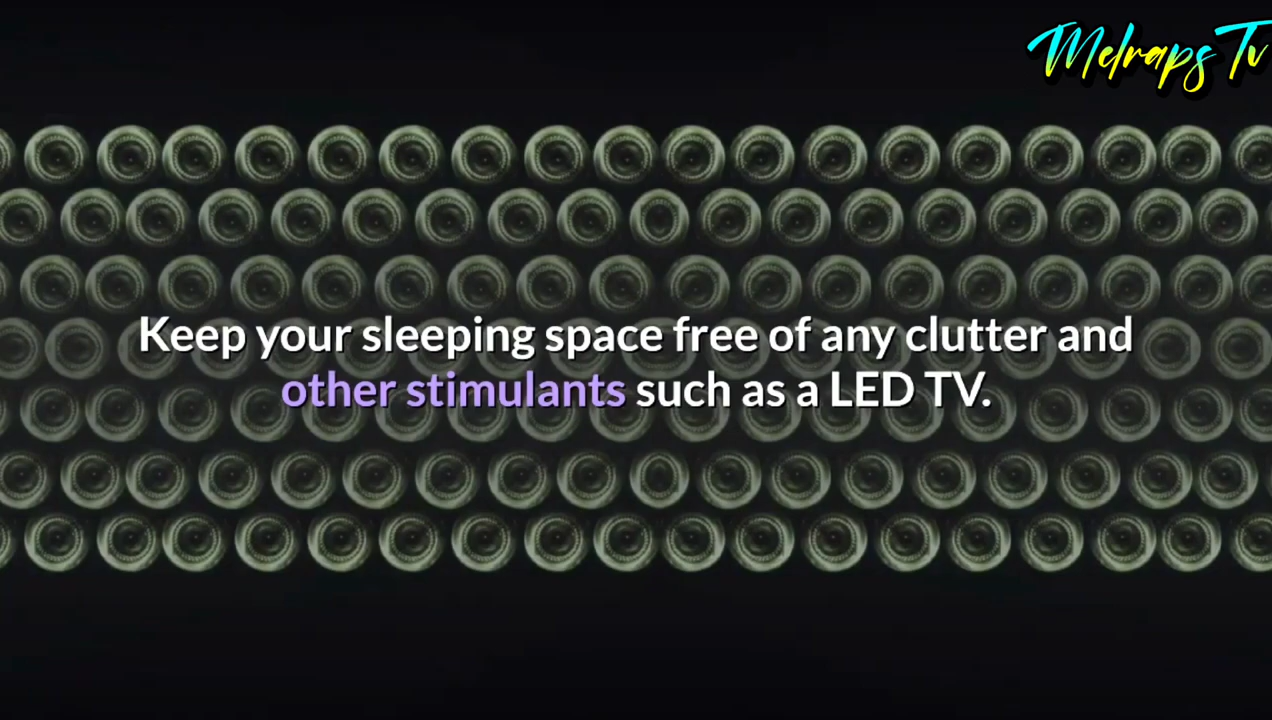 Melraps Tv
Keep your sleeping space free of any clutter and
other stimulants such as a LED TV.